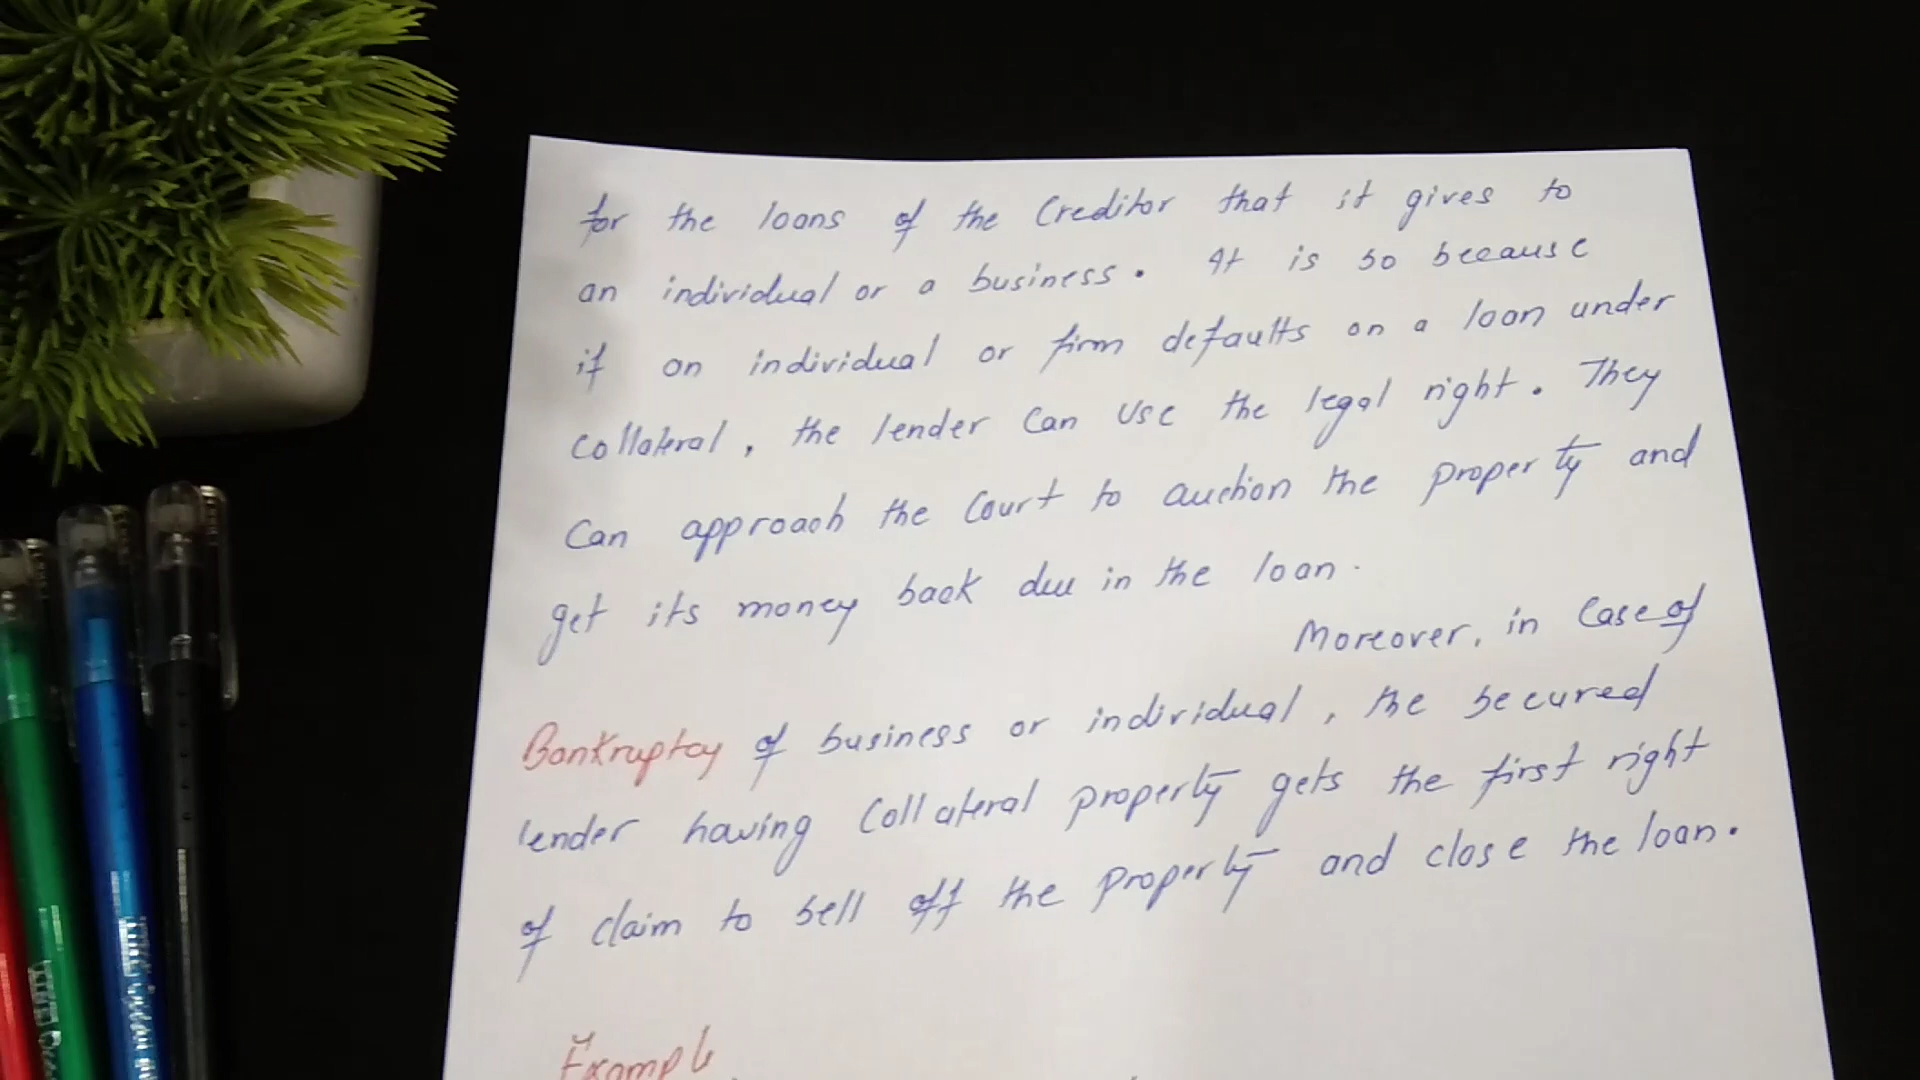 for the loans of the Creditor that it gives to
an individual or a business. It is so because
if an individual or firm defaults on a loan under
Collateral, the lender Can Use the legal right. They
Can approach the Court to auction the property and
get its money back due in the loan.
Moreover, in Case of
Bankruptcy of business or individual, the secured
lender having Collateral property gets the first right
of claim to sell off the property and close the loan.
Example